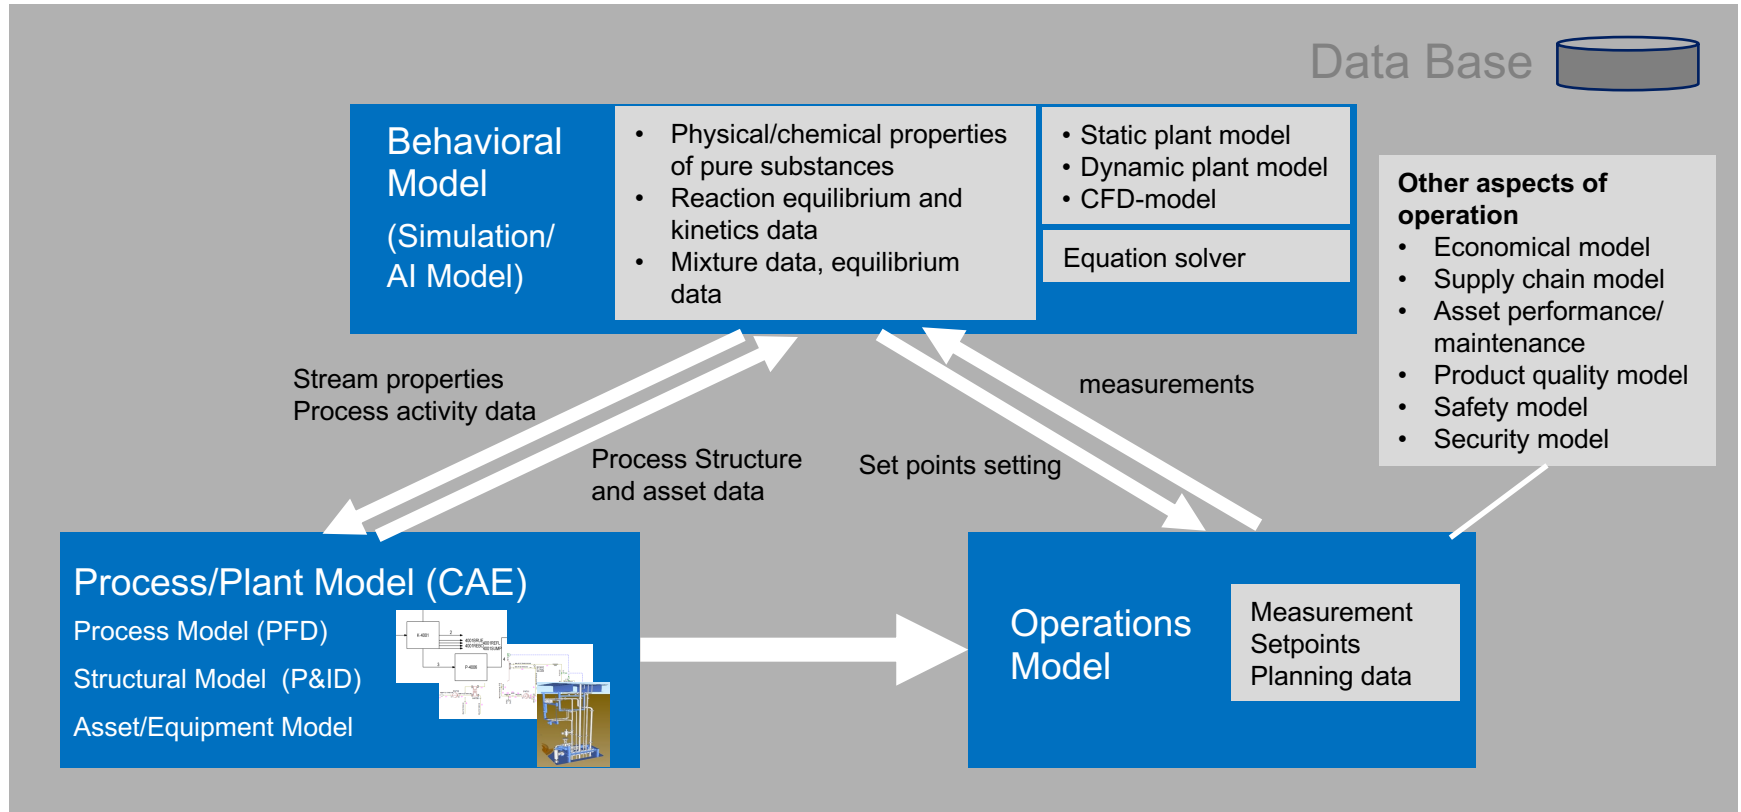 Data Base
Behavioral
Model
(Simulation/
AI Model)
• Physical/chemical properties
of pure substances
• Reaction equilibrium and
kinetics data
• Mixture data, equilibrium
data
• Static plant model
• Dynamic plant model
• CFD-model
Equation solver
Other aspects of
operation
• Economical model
• Supply chain model
• Asset performance/
maintenance
• Product quality model
• Safety model
• Security model
Stream properties
Process activity data
measurements
Process Structure
and asset data
Set points setting
Process/Plant Model (CAE)
Process Model (PFD)
Structural Model (P&ID)
Asset/Equipment Model
Operations
Model
Measurement
Setpoints
Planning data